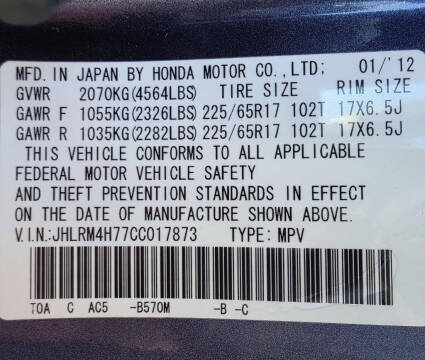 MFD. IN JAPAN BY HONDA MOTOR CO., LTD; 01/'12
GVWR 2070KG(4564LBS) TIRE SIZE RIM SIZE
GAWR F 1055KG(2326LBS) 225/65R17 102T 17X6.5J
GAWR R 1035KG(2282LBS) 225/65R17 102T 17X6.5J
THIS VEHICLE CONFORMS TO ALL APPLICABLE
FEDERAL MOTOR VEHICLE SAFETY
AND THEFT PREVENTION STANDARDS IN EFFECT
ON THE DATE OF MANUFACTURE SHOWN ABOVE.
V.I.N:JHLRM4H77CC017873 TYPE: MPV
TOA C AC5 -B570M -B -C